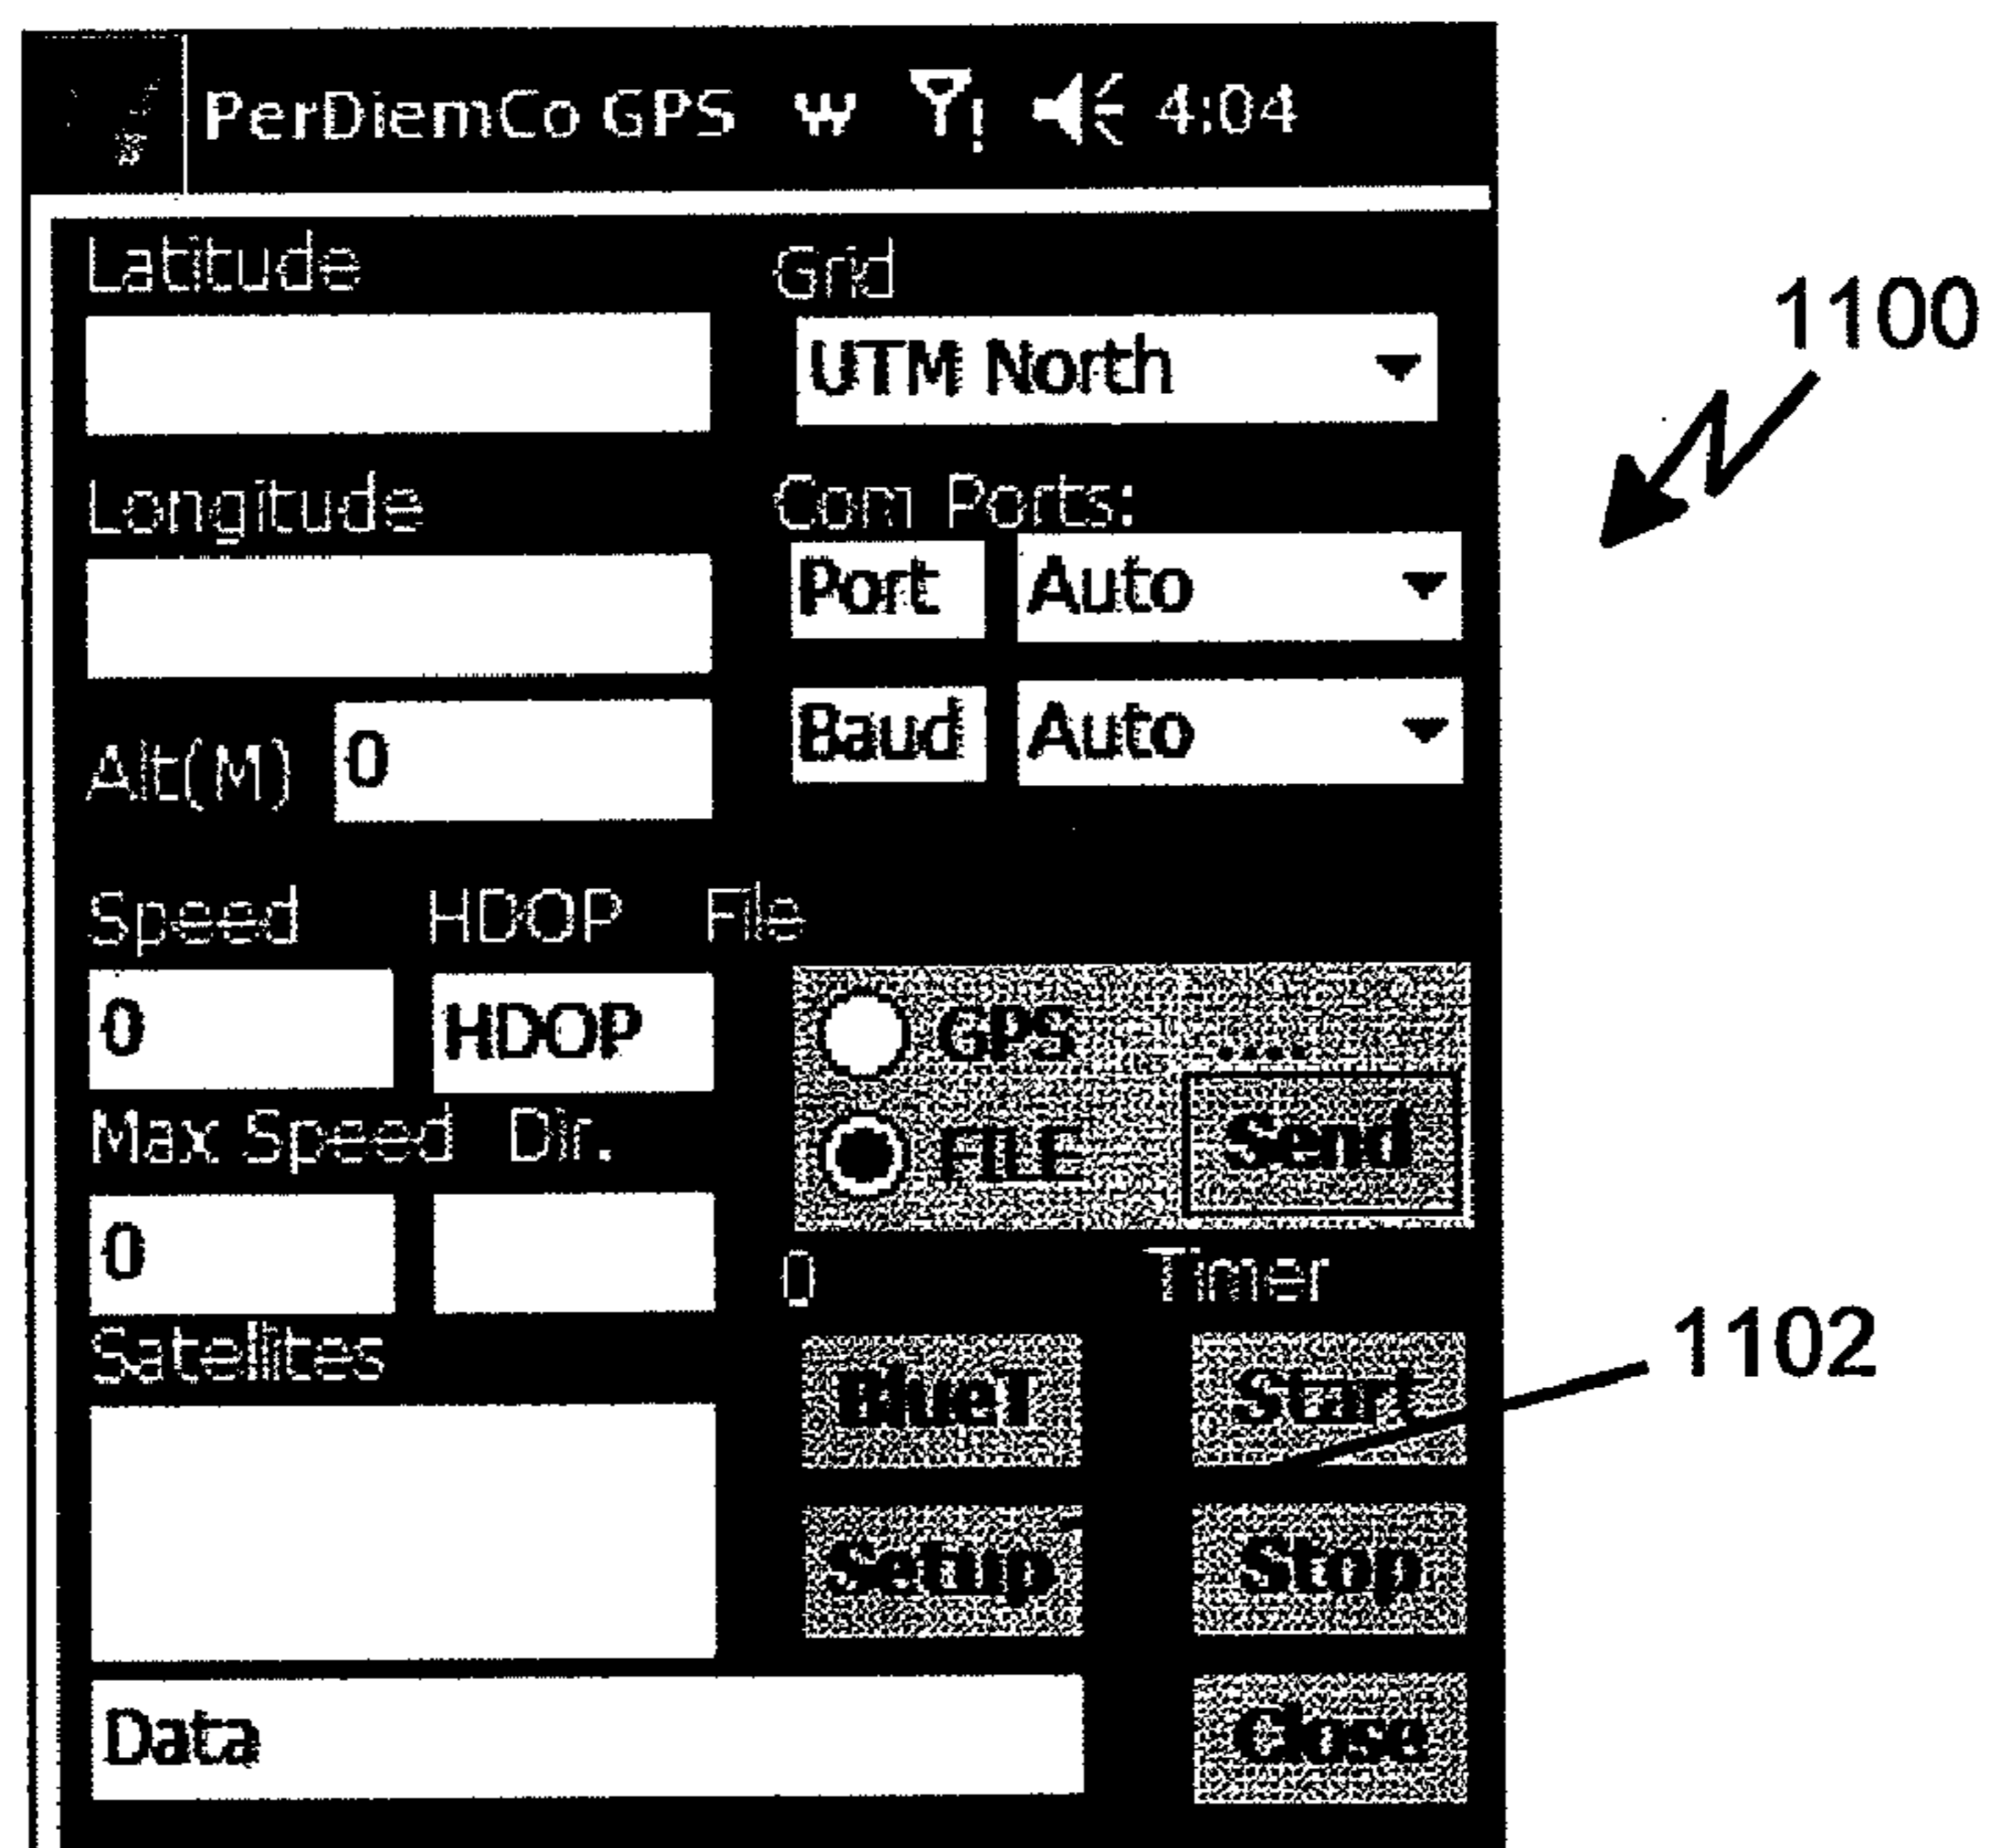 PerDiemCo GPS 4:04
Latitude Grid
UTM North
1100
Longitude Com Ports:
Port Auto
Baud Auto
Alt(M) 0
Speed HDOP File
0 HDOP
GPS ....
FILE Send
Max Speed Dir.
0
0 Timer
Satellites
BlueT Start
1102
Setup Stop
Data Close